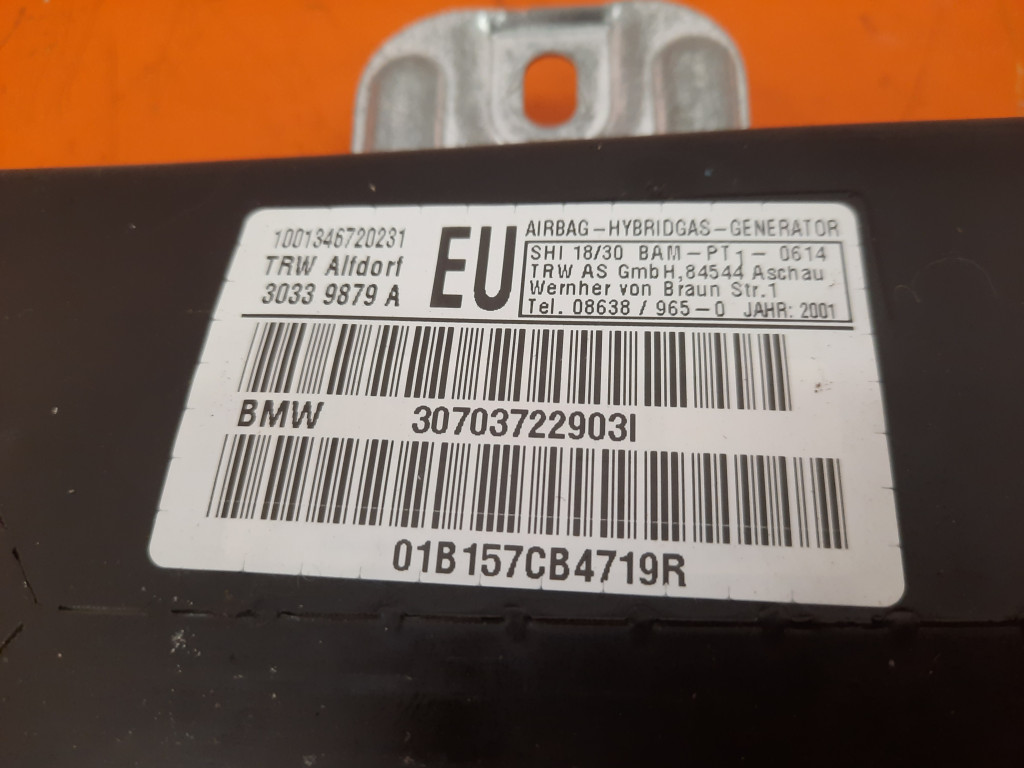 1001346720231
TRW Alfdorf
3033 9879 A
EU
AIRBAG-HYBRIDGAS-GENERATOR
SHI 18/30 BAM-PT1- 0614
TRW AS GmbH,84544 Aschau
Wernher von Braun Str.1
Tel. 08638 / 965-0 JAHR: 2001
BMW 30703722903I
01B157CB4719R